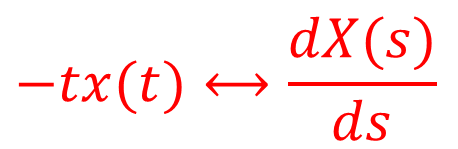 −tx(t) ↔ dX(s)/ds